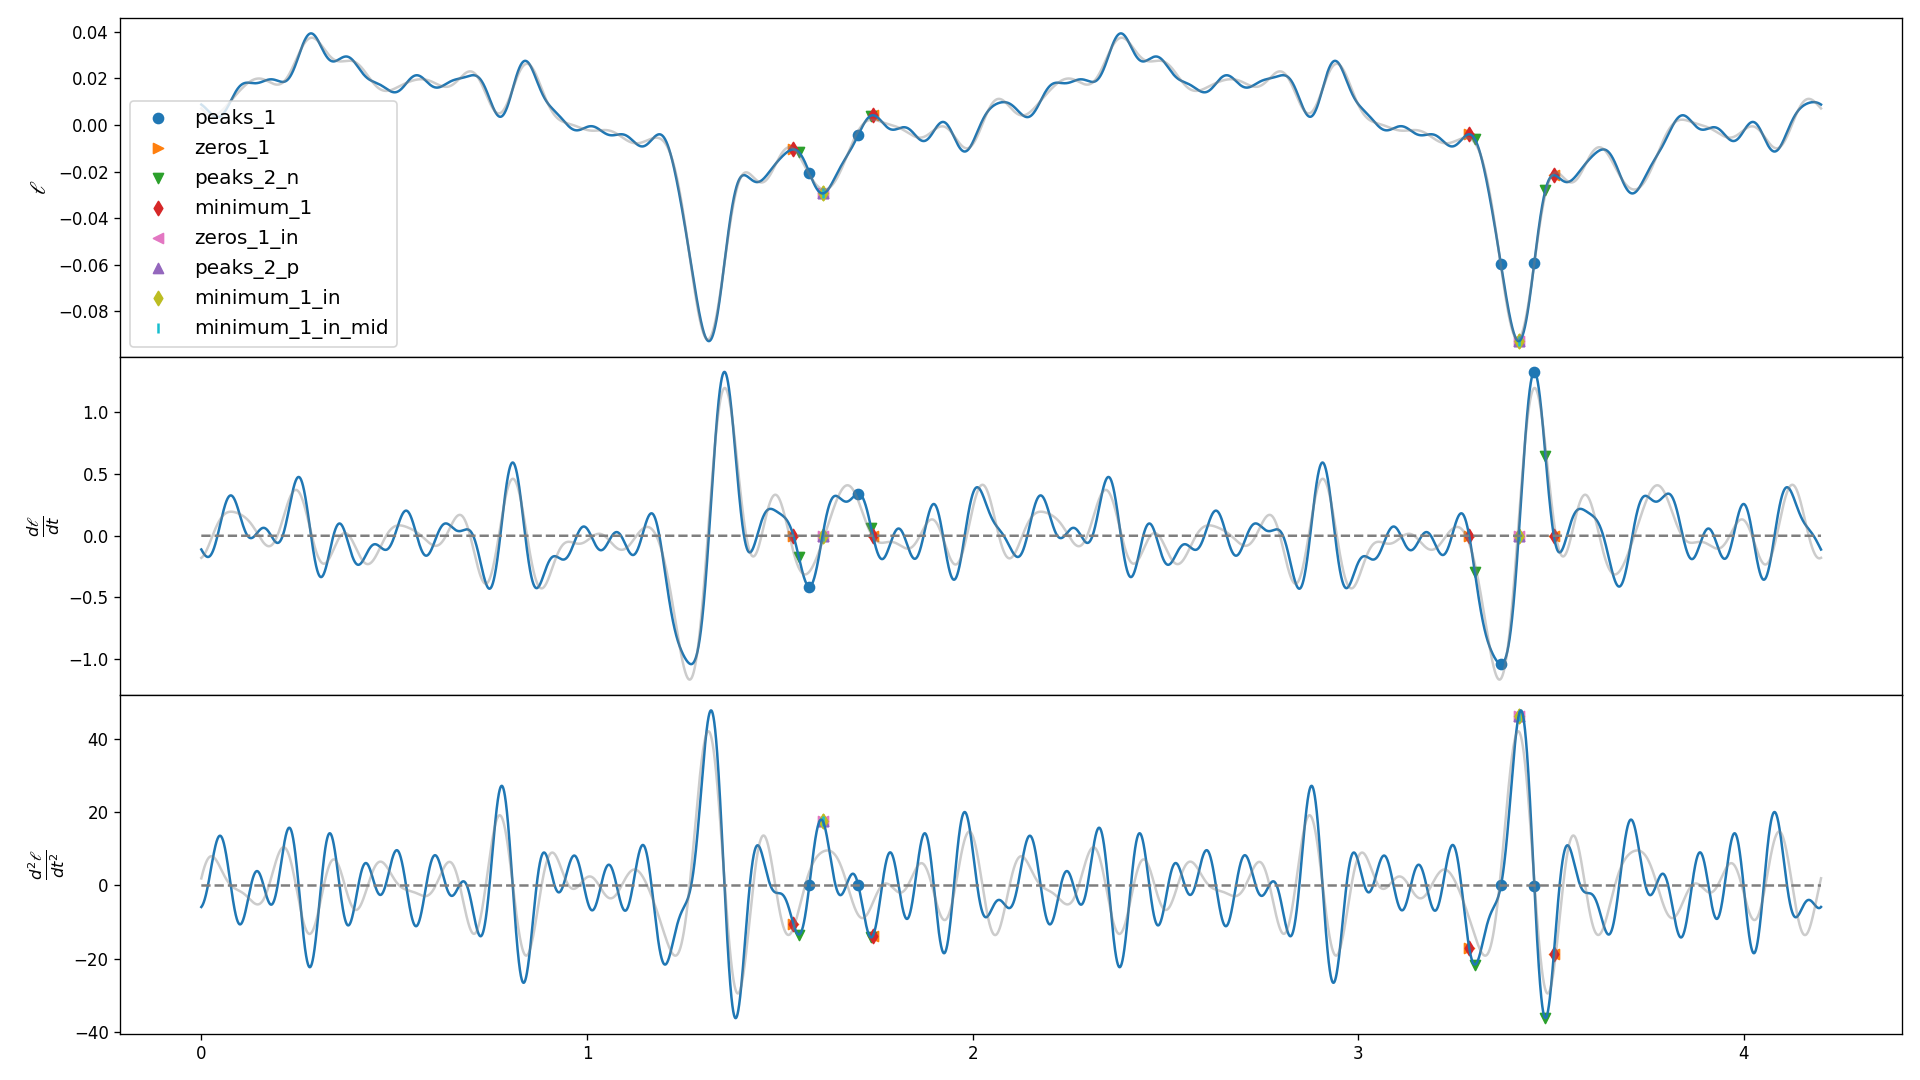 0.04
0.02
0.00
−0.02
−0.04
−0.06
−0.08
ℓ
peaks_1
zeros_1
peaks_2_n
minimum_1
zeros_1_in
peaks_2_p
minimum_1_in
minimum_1_in_mid
1.0
0.5
0.0
−0.5
−1.0
dℓ
dt
40
20
0
−20
−40
d²ℓ
dt²
0 1 2 3 4